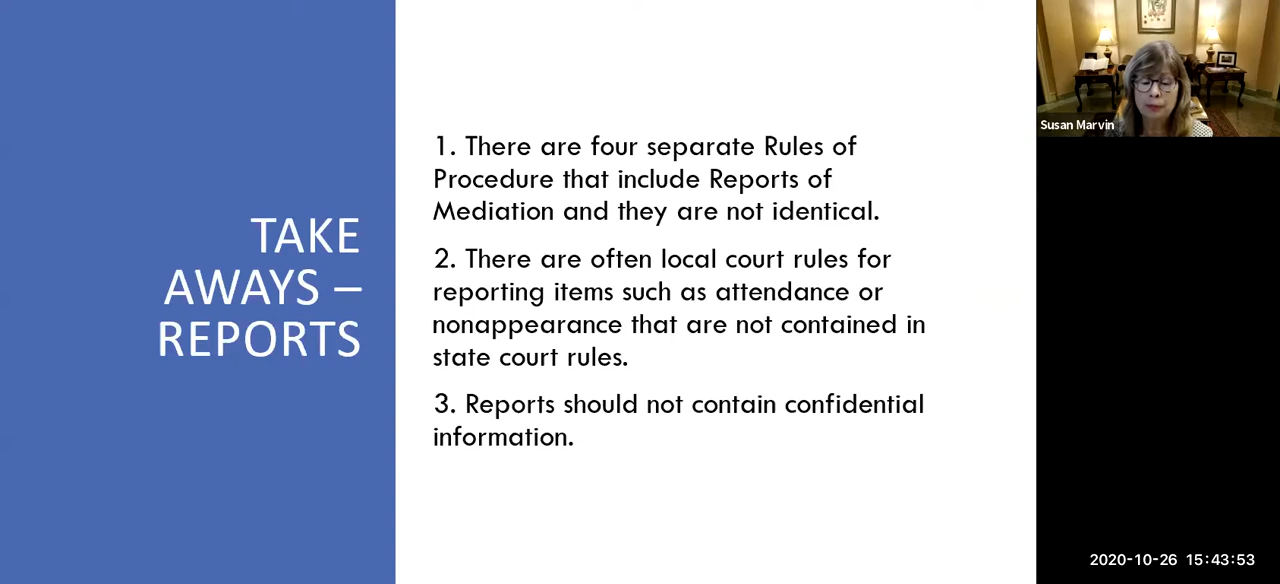 TAKE
AWAYS –
REPORTS
1. There are four separate Rules of
Procedure that include Reports of
Mediation and they are not identical.
2. There are often local court rules for
reporting items such as attendance or
nonappearance that are not contained in
state court rules.
3. Reports should not contain confidential
information.
Susan Marvin
2020-10-26 15:43:53